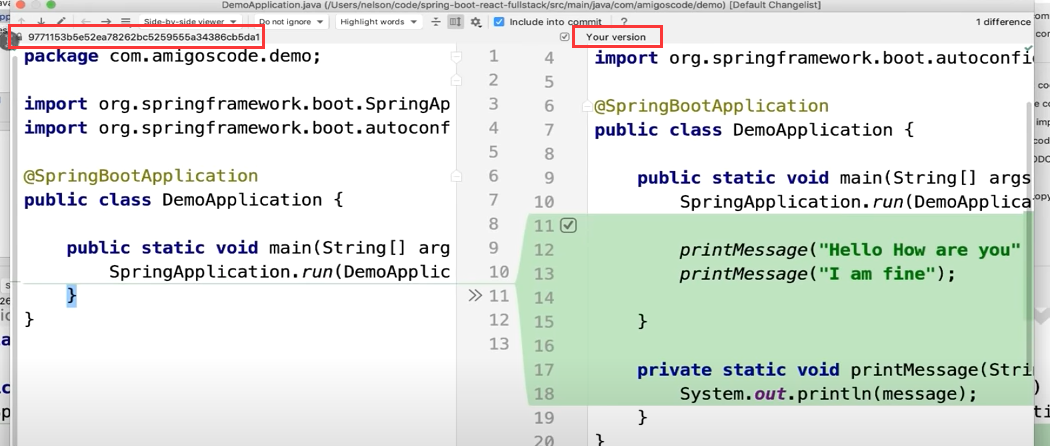 DemoApplication.java (/Users/nelson/code/spring-boot-react-fullstack/src/main/java/com/amigoscode/demo) [Default Changelist]
Side-by-side viewer
Do not ignore
Highlight words
Include into commit
?
1 difference
9771153b5e52ea78262bc5259555a34386cb5da1
Your version
package com.amigoscode.demo;
import org.springframework.boot.SpringAp
import org.springframework.boot.autoconf
@SpringBootApplication
public class DemoApplication {
public static void main(String[] arg
SpringApplication.run(DemoApplic
}
}
1
2
3
4
5
6
7
8
9
10
11
12
13
4 import org.springframework.boot.autoconfi
5
6 @SpringBootApplication
7 public class DemoApplication {
8
9 public static void main(String[] args
10 SpringApplication.run(DemoApplica
11
12 printMessage("Hello How are you"
13 printMessage("I am fine");
14
15 }
16
17 private static void printMessage(Stri
18 System.out.println(message);
19 }
20 }